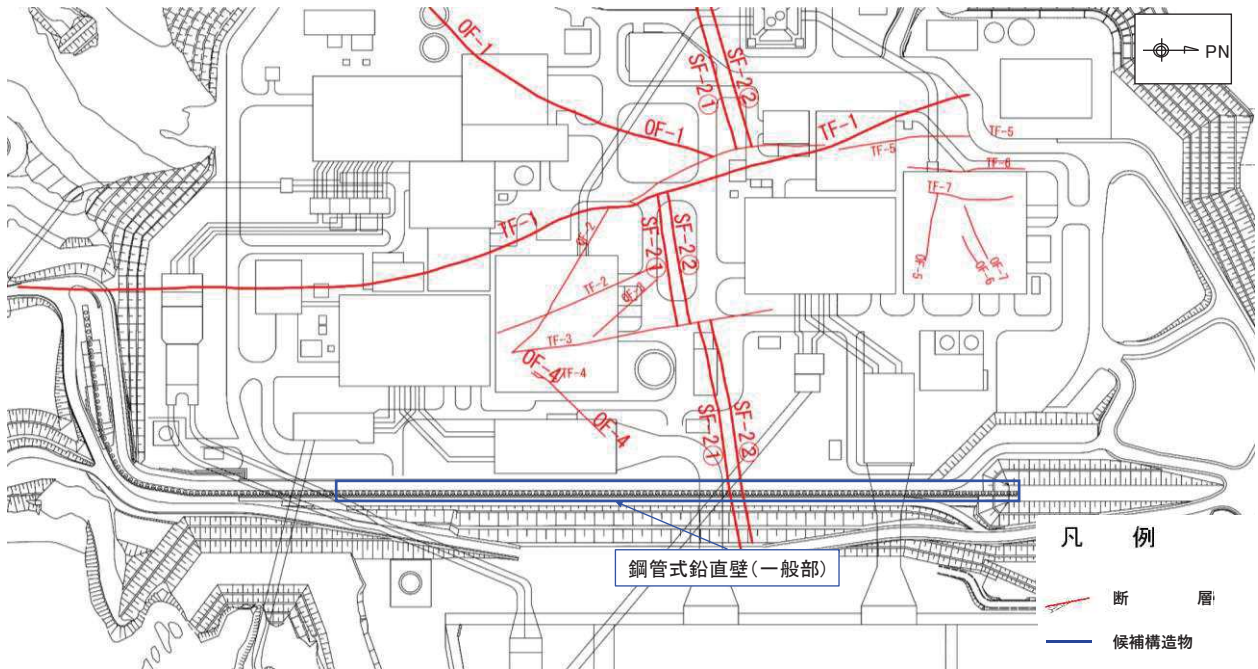 OF-1
SF-2②
SF-2①
PN
OF-1
TF-1
TF-5
TF-5
TF-6
TF-7
TF-1
OF-2
SF-2①
SF-2②
OF-5
OF-6
OF-7
TF-2
OF-3
TF-3
OF-4
TF-4
OF-4
SF-2①
SF-2②
鋼管式鉛直壁(一般部)
凡 例
断 層
候補構造物